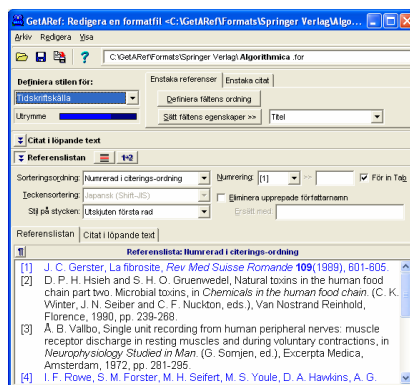 GetARef: Redigera en formatfil <C:\GetARef\Formats\Springer Verlag\Algo...
Arkiv Redigera Visa
C:\GetARef\Formats\Springer Verlag\ Algorithmica .for
Definiera stilen för:
Tidskriftskälla
Utrymme
Enstaka referenser Enstaka citat
Definiera fältens ordning
Sätt fältens egenskaper >> Titel
Citat i löpande text
Referenslistan 1•2
Sorteringsordning: Numrerad i citerings-ordning Numrering: [1] >> För in Tab
Teckensortering: Japansk (Shift-JIS) Eliminera upprepade författarnamn
Stil på stycken: Utskjuten första rad Ersätt med
Referenslistan Citat i löpande text
¶ Referenslista: Numrerad i citerings-ordning
[1] J. C. Gerster, La fibrosite, Rev Med Suisse Romande 109(1989), 601-605.
[2] D. P. H. Hsieh and S. H. O. Gruenwedel, Natural toxins in the human food
chain part two. Microbial toxins, in Chemicals in the human food chain. (C. K.
Winter, J. N. Seiber and C. F. Nuckton, eds.), Van Nostrand Reinhold,
Florence, 1990, pp. 239-268.
[3] Å. B. Vallbo, Single unit recording from human peripheral nerves: muscle
receptor discharge in resting muscles and during voluntary contractions, in
Neurophysiology Studied in Man. (G. Somjen, ed.), Excerpta Medica,
Amsterdam, 1972, pp. 281-295.
[4] I. F. Rowe, S. M. Forster, M. H. Seifert, M. S. Youle, D. A. Hawkins, A. G.